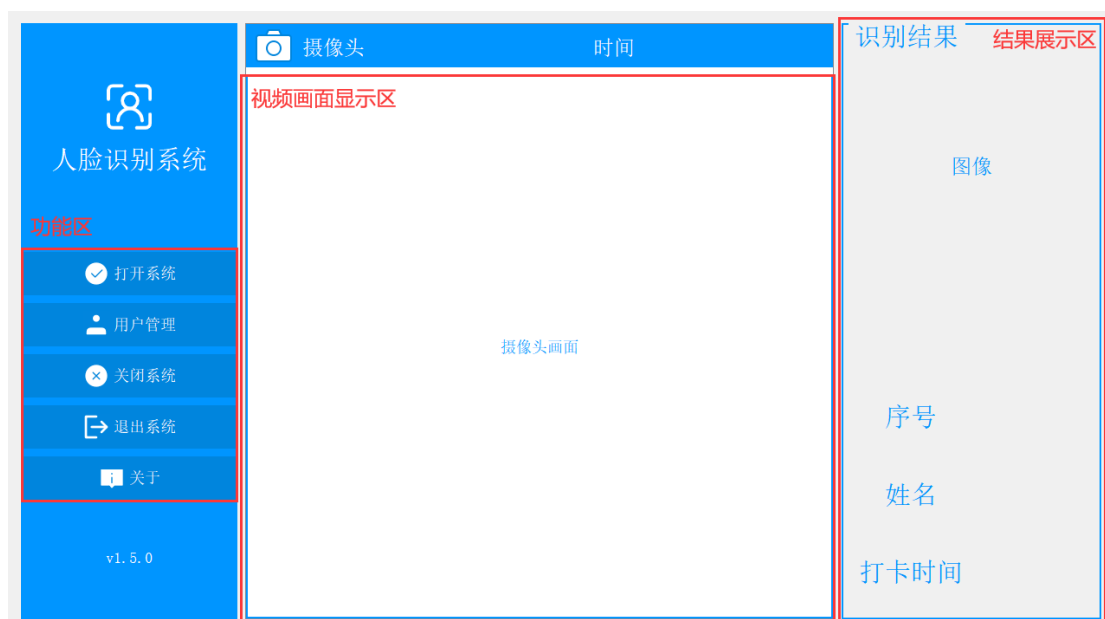 人脸识别系统
功能区
打开系统
用户管理
关闭系统
退出系统
关于
v1.5.0
摄像头 时间
视频画面显示区
摄像头画面
识别结果 结果展示区
图像
序号
姓名
打卡时间